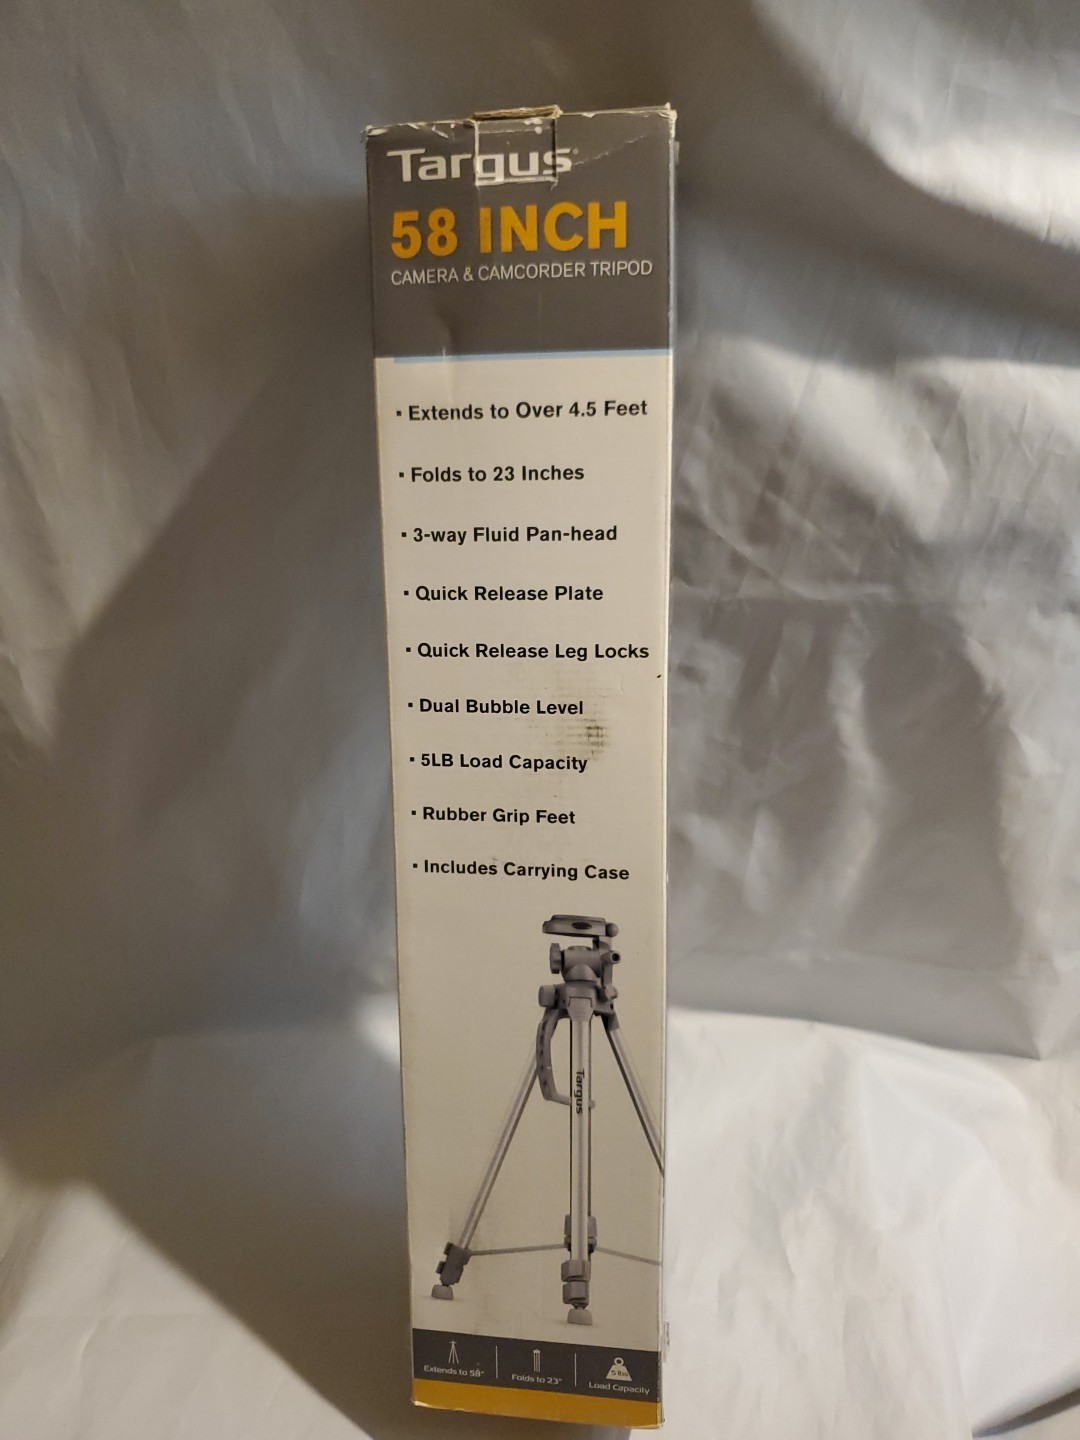 Targus
58 INCH
CAMERA & CAMCORDER TRIPOD
▪ Extends to Over 4.5 Feet
▪ Folds to 23 Inches
▪ 3-way Fluid Pan-head
▪ Quick Release Plate
▪ Quick Release Leg Locks
▪ Dual Bubble Level
▪ 5LB Load Capacity
▪ Rubber Grip Feet
▪ Includes Carrying Case
Targus
Extends to 58"
Folds to 23"
5 lbs
Load Capacity